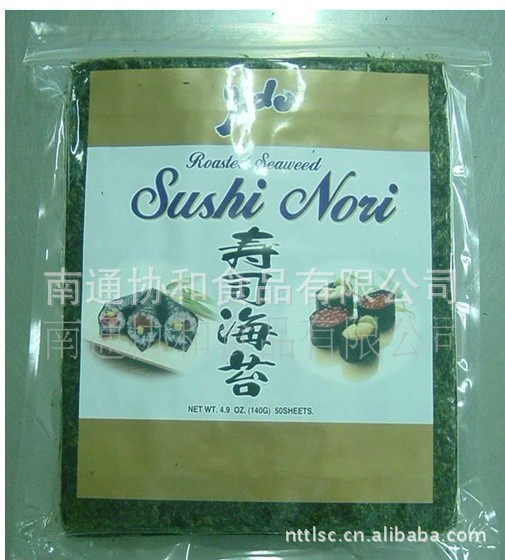 Roasted Seaweed
Sushi Nori
寿司海苔
南通协和食品有限公司
南通协和食品有限公司
NET WT. 4.9 OZ. (140G) 50SHEETS.
nttlsc.cn.alibaba.com